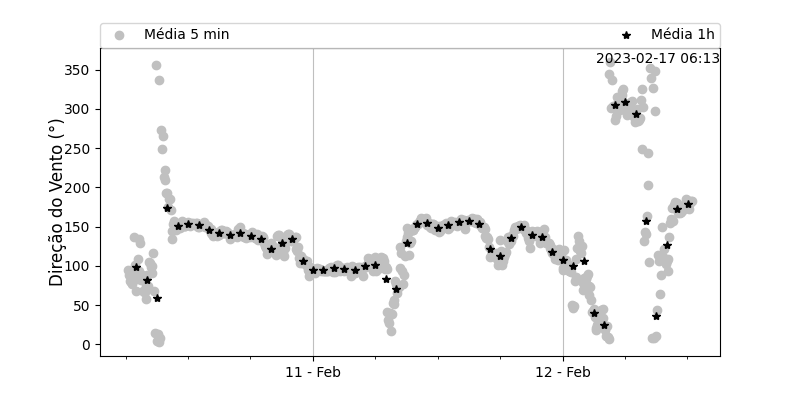 Média 5 min
Média 1h
2023-02-17 06:13
Direção do Vento (°)
350
300
250
200
150
100
50
0
11 - Feb
12 - Feb